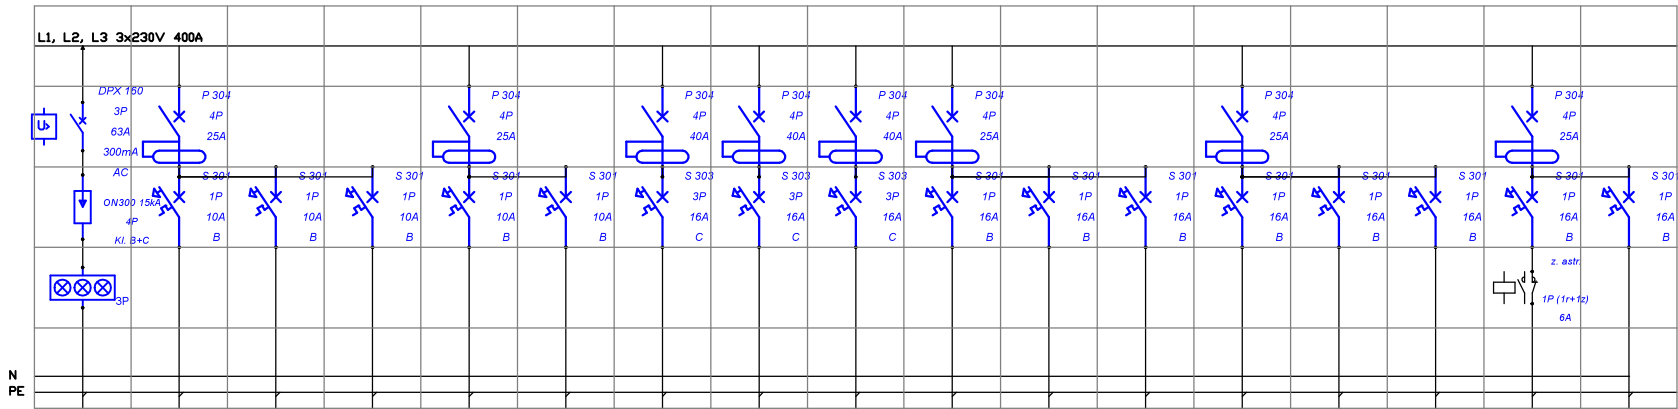 L1, L2, L3 3x230V 400A
DPX 160
3P
63A
300mA
AC
ON300 15kA
4P
Kl. B+C
3P
P 304 P 304 P 304 P 304 P 304 P 304 P 304 P 304
4P 4P 4P 4P 4P 4P 4P 4P
25A 25A 40A 40A 40A 25A 25A 25A
S 301 S 301 S 301 S 301 S 301 S 303 S 303 S 303 S 301 S 301 S 301 S 301 S 301 S 301 S 301 S 301
1P 1P 1P 1P 1P 3P 3P 3P 1P 1P 1P 1P 1P 1P 1P 1P
10A 10A 10A 10A 10A 16A 16A 16A 16A 16A 16A 16A 16A 16A 16A 16A
B B B B B C C C B B B B B B B B
z. astr.
1P (1r+1z)
6A
N
PE